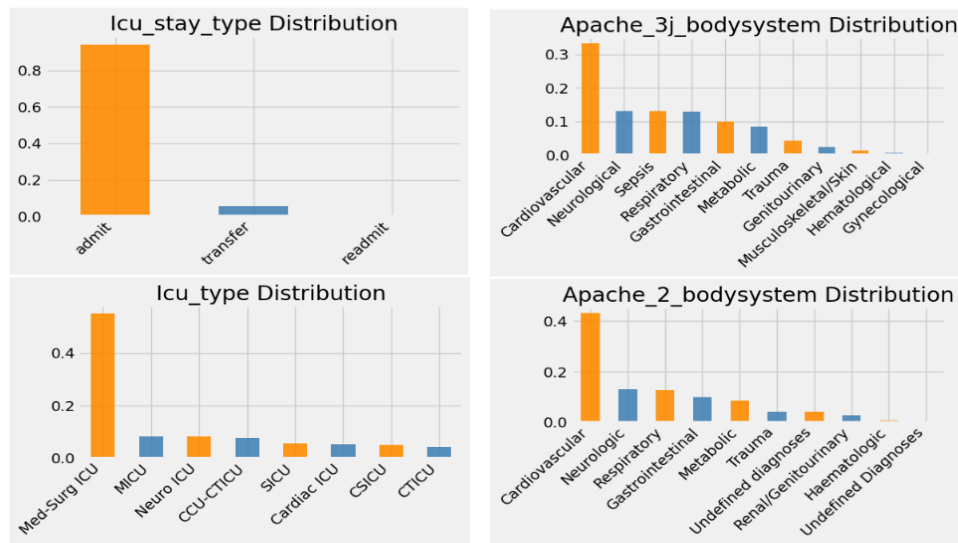 Icu_stay_type Distribution
0.8
0.6
0.4
0.2
0.0
admit
transfer
readmit
Apache_3j_bodysystem Distribution
0.3
0.2
0.1
0.0
Cardiovascular
Neurological
Sepsis
Respiratory
Gastrointestinal
Metabolic
Trauma
Genitourinary
Musculoskeletal/Skin
Hematological
Gynecological
Icu_type Distribution
0.4
0.2
0.0
Med-Surg ICU
MICU
Neuro ICU
CCU-CTICU
SICU
Cardiac ICU
CSICU
CTICU
Apache_2_bodysystem Distribution
0.4
0.2
0.0
Cardiovascular
Neurologic
Respiratory
Gastrointestinal
Metabolic
Trauma
Undefined diagnoses
Renal/Genitourinary
Haematologic
Undefined Diagnoses